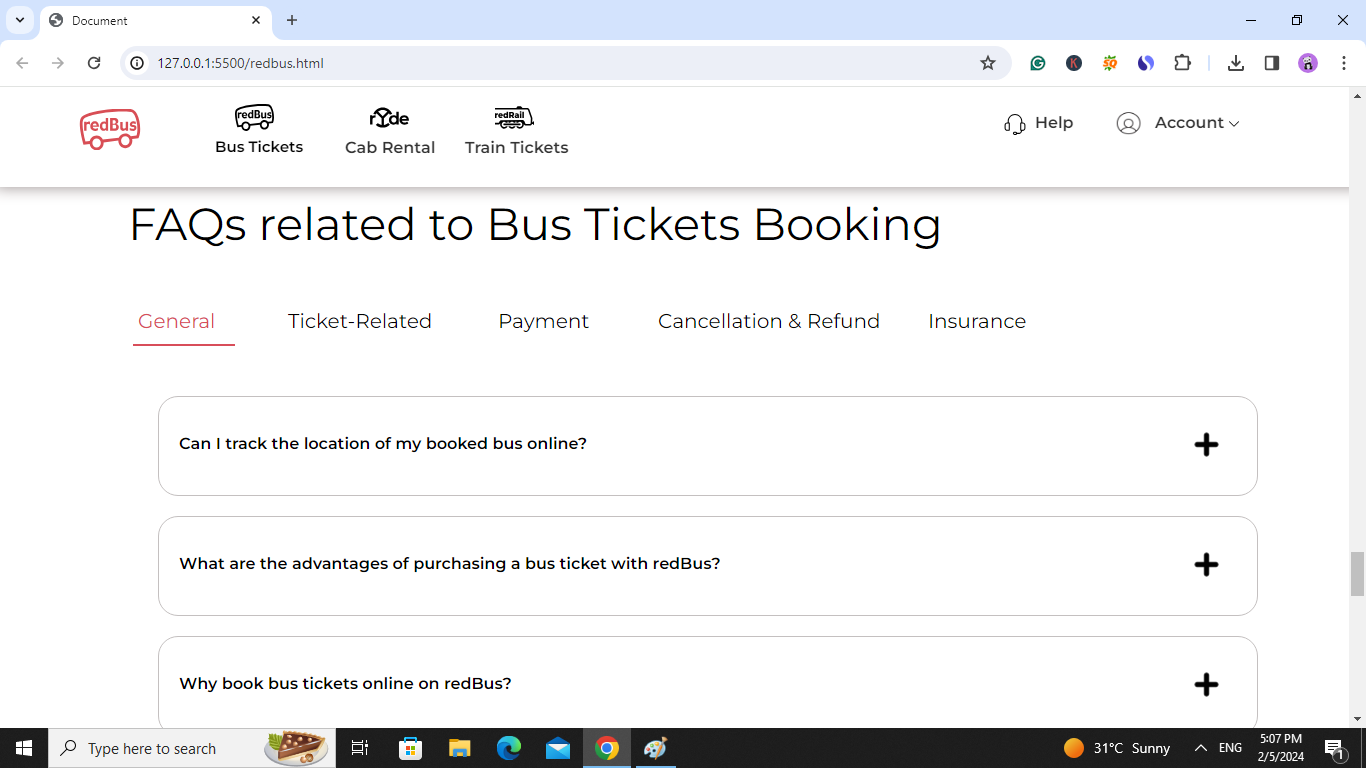 Document
127.0.0.1:5500/redbus.html
redBus
redBus
Bus Tickets
rYde
Cab Rental
redRail
Train Tickets
Help
Account
FAQs related to Bus Tickets Booking
General
Ticket-Related
Payment
Cancellation & Refund
Insurance
Can I track the location of my booked bus online?
What are the advantages of purchasing a bus ticket with redBus?
Why book bus tickets online on redBus?
Type here to search
31°C Sunny
ENG
5:07 PM
2/5/2024
1